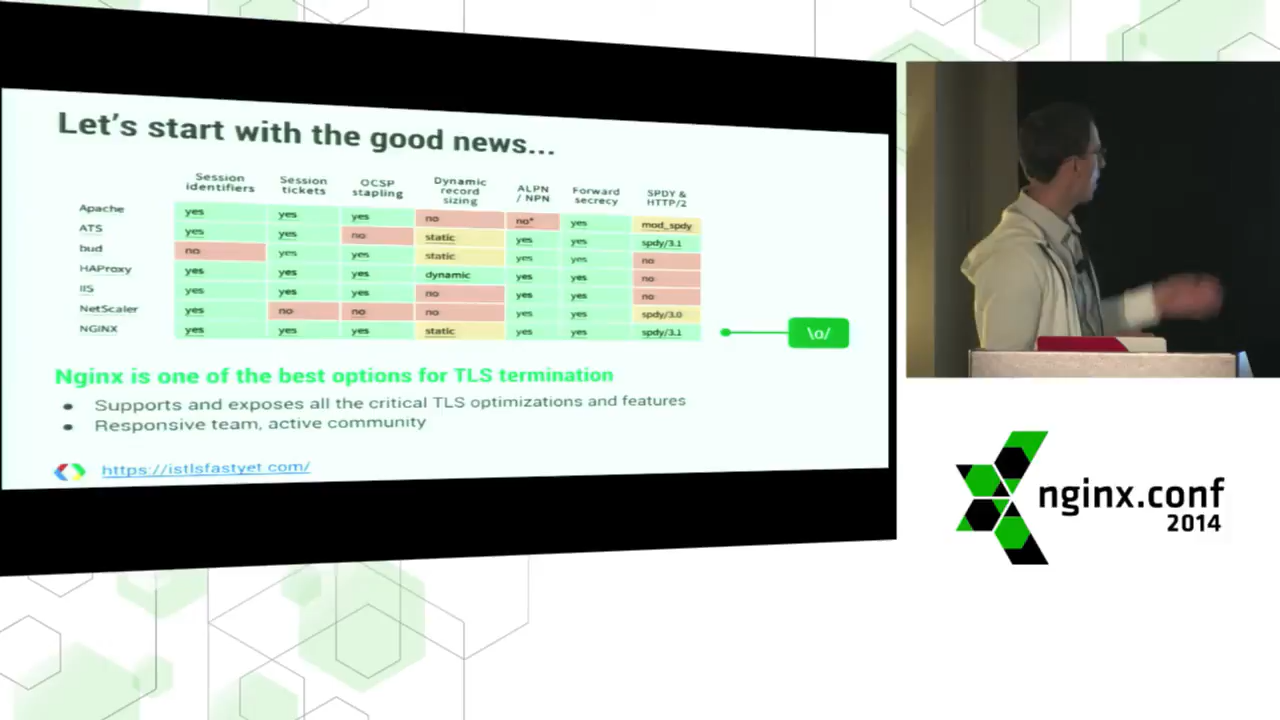 Let's start with the good news...
Session identifiers Session tickets OCSP stapling Dynamic record sizing ALPN / NPN Forward secrecy SPDY & HTTP/2
Apache yes yes yes no no* yes mod_spdy
ATS yes yes no static yes yes spdy/3.1
bud no yes yes static yes yes no
HAProxy yes yes yes dynamic yes yes no
IIS yes yes yes no yes yes no
NetScaler yes no no no yes yes spdy/3.0
NGINX yes yes yes static yes yes spdy/3.1
\o/
Nginx is one of the best options for TLS termination
● Supports and exposes all the critical TLS optimizations and features
● Responsive team, active community
https://istlsfastyet.com/
nginx.conf
2014